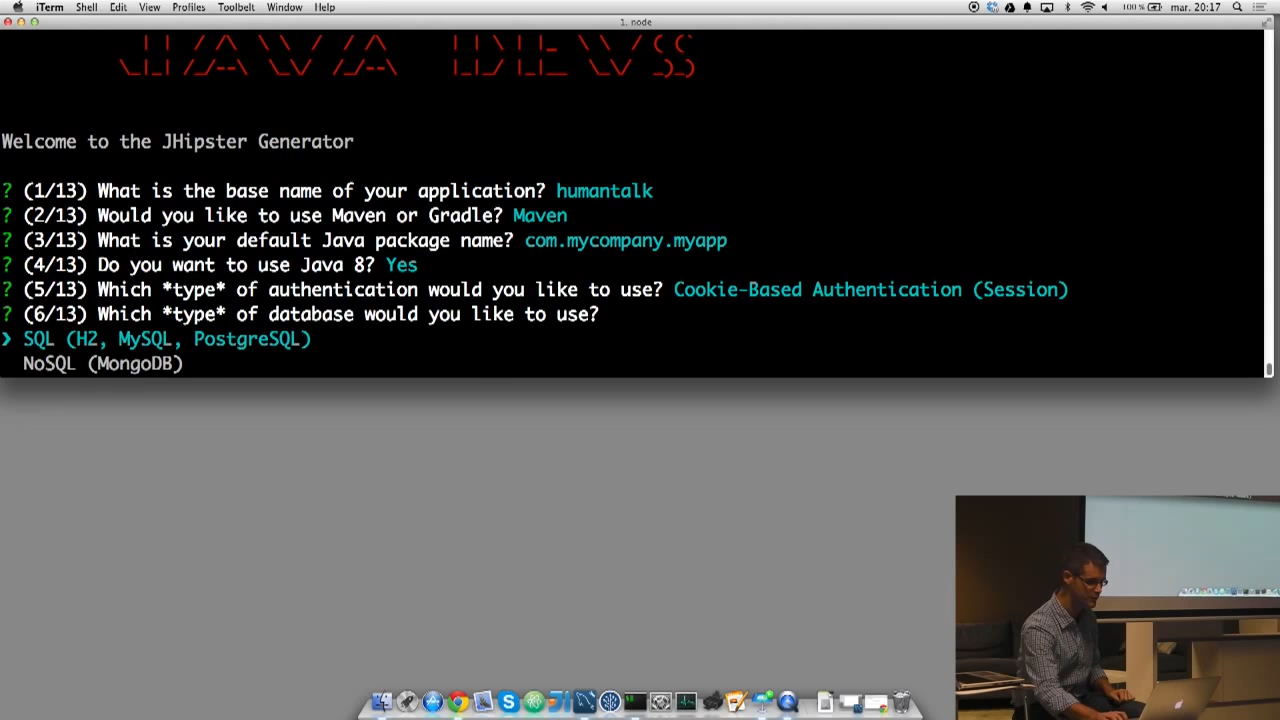 iTerm Shell Edit View Profiles Toolbelt Window Help 100 % mar. 20:17
1. node
JAVA DEVS
Welcome to the JHipster Generator
? (1/13) What is the base name of your application? humantalk
? (2/13) Would you like to use Maven or Gradle? Maven
? (3/13) What is your default Java package name? com.mycompany.myapp
? (4/13) Do you want to use Java 8? Yes
? (5/13) Which *type* of authentication would you like to use? Cookie-Based Authentication (Session)
? (6/13) Which *type* of database would you like to use?
❯ SQL (H2, MySQL, PostgreSQL)
NoSQL (MongoDB)